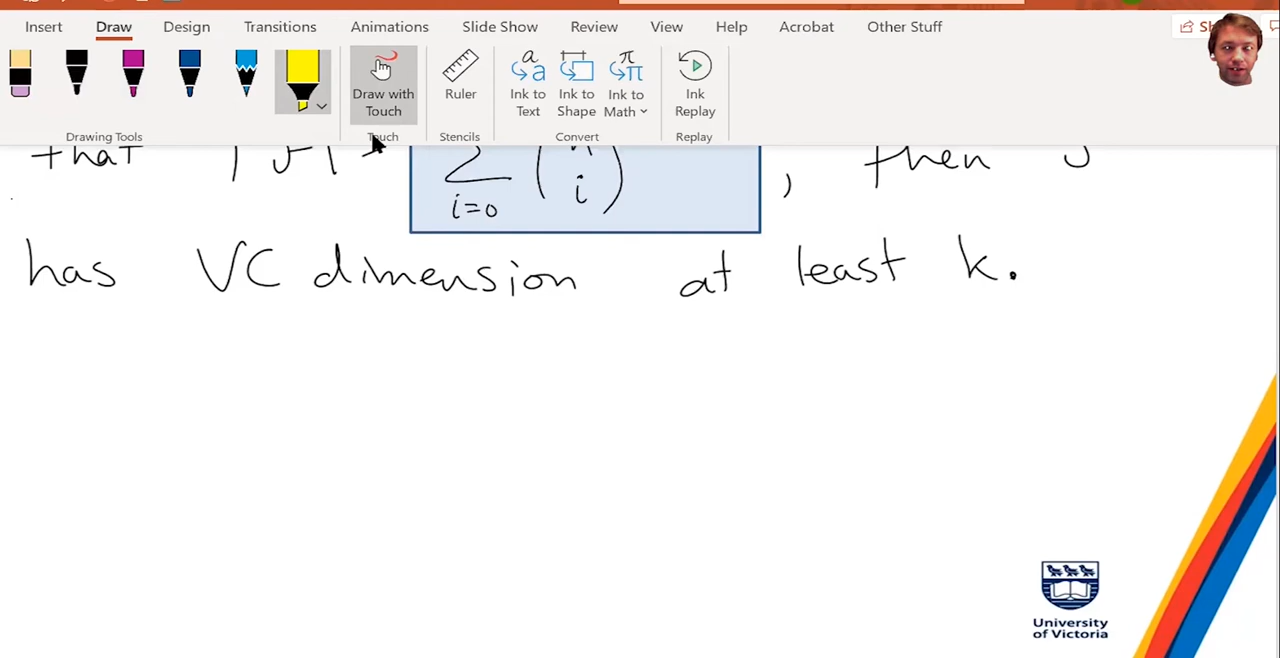 Insert Draw Design Transitions Animations Slide Show Review View Help Acrobat Other Stuff
Draw with Touch
Ruler
Ink to Text
Ink to Shape
Ink to Math
Ink Replay
Drawing Tools Touch Stencils Convert Replay
that |F| > ∑ i=0 ( i ) , then
has VC dimension at least k.
University
of Victoria